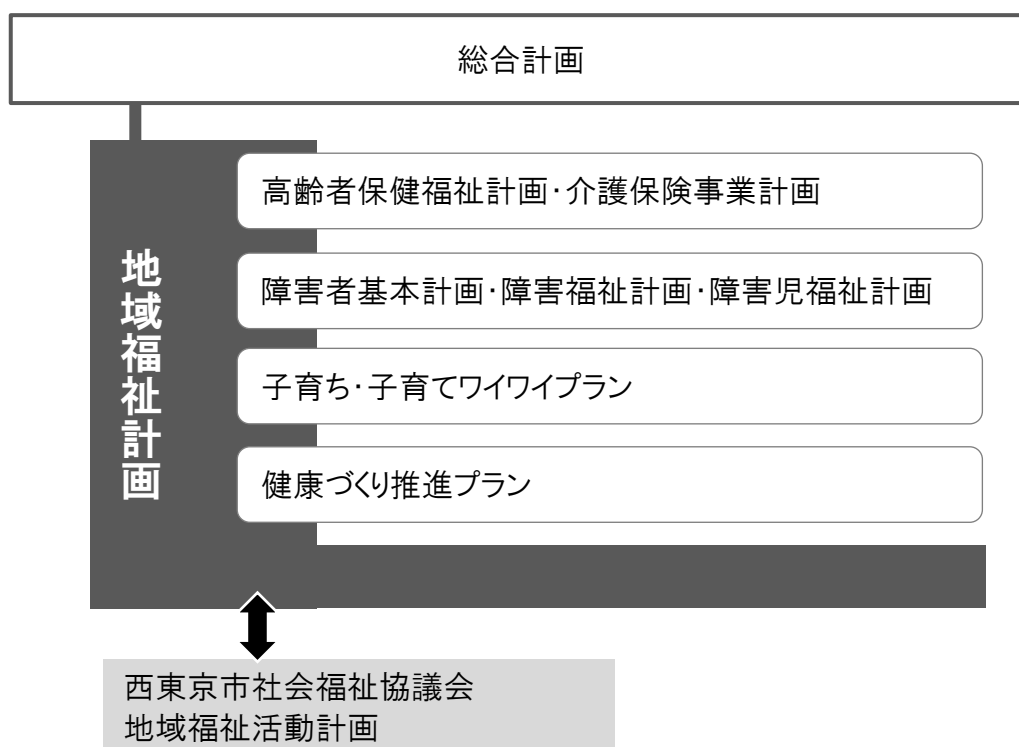 総合計画
地域福祉計画
高齢者保健福祉計画・介護保険事業計画
障害者基本計画・障害福祉計画・障害児福祉計画
子育ち・子育てワイワイプラン
健康づくり推進プラン
西東京市社会福祉協議会
地域福祉活動計画